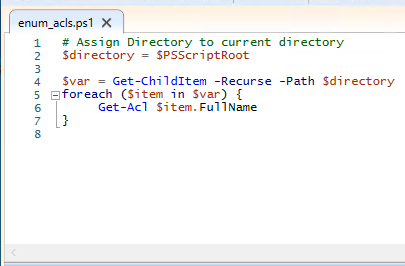 enum_acls.ps1 X
1 # Assign Directory to current directory
2 $directory = $PSScriptRoot
3
4 $var = Get-ChildItem -Recurse -Path $directory
5 foreach ($item in $var) {
6 Get-Acl $item.FullName
7 }
8